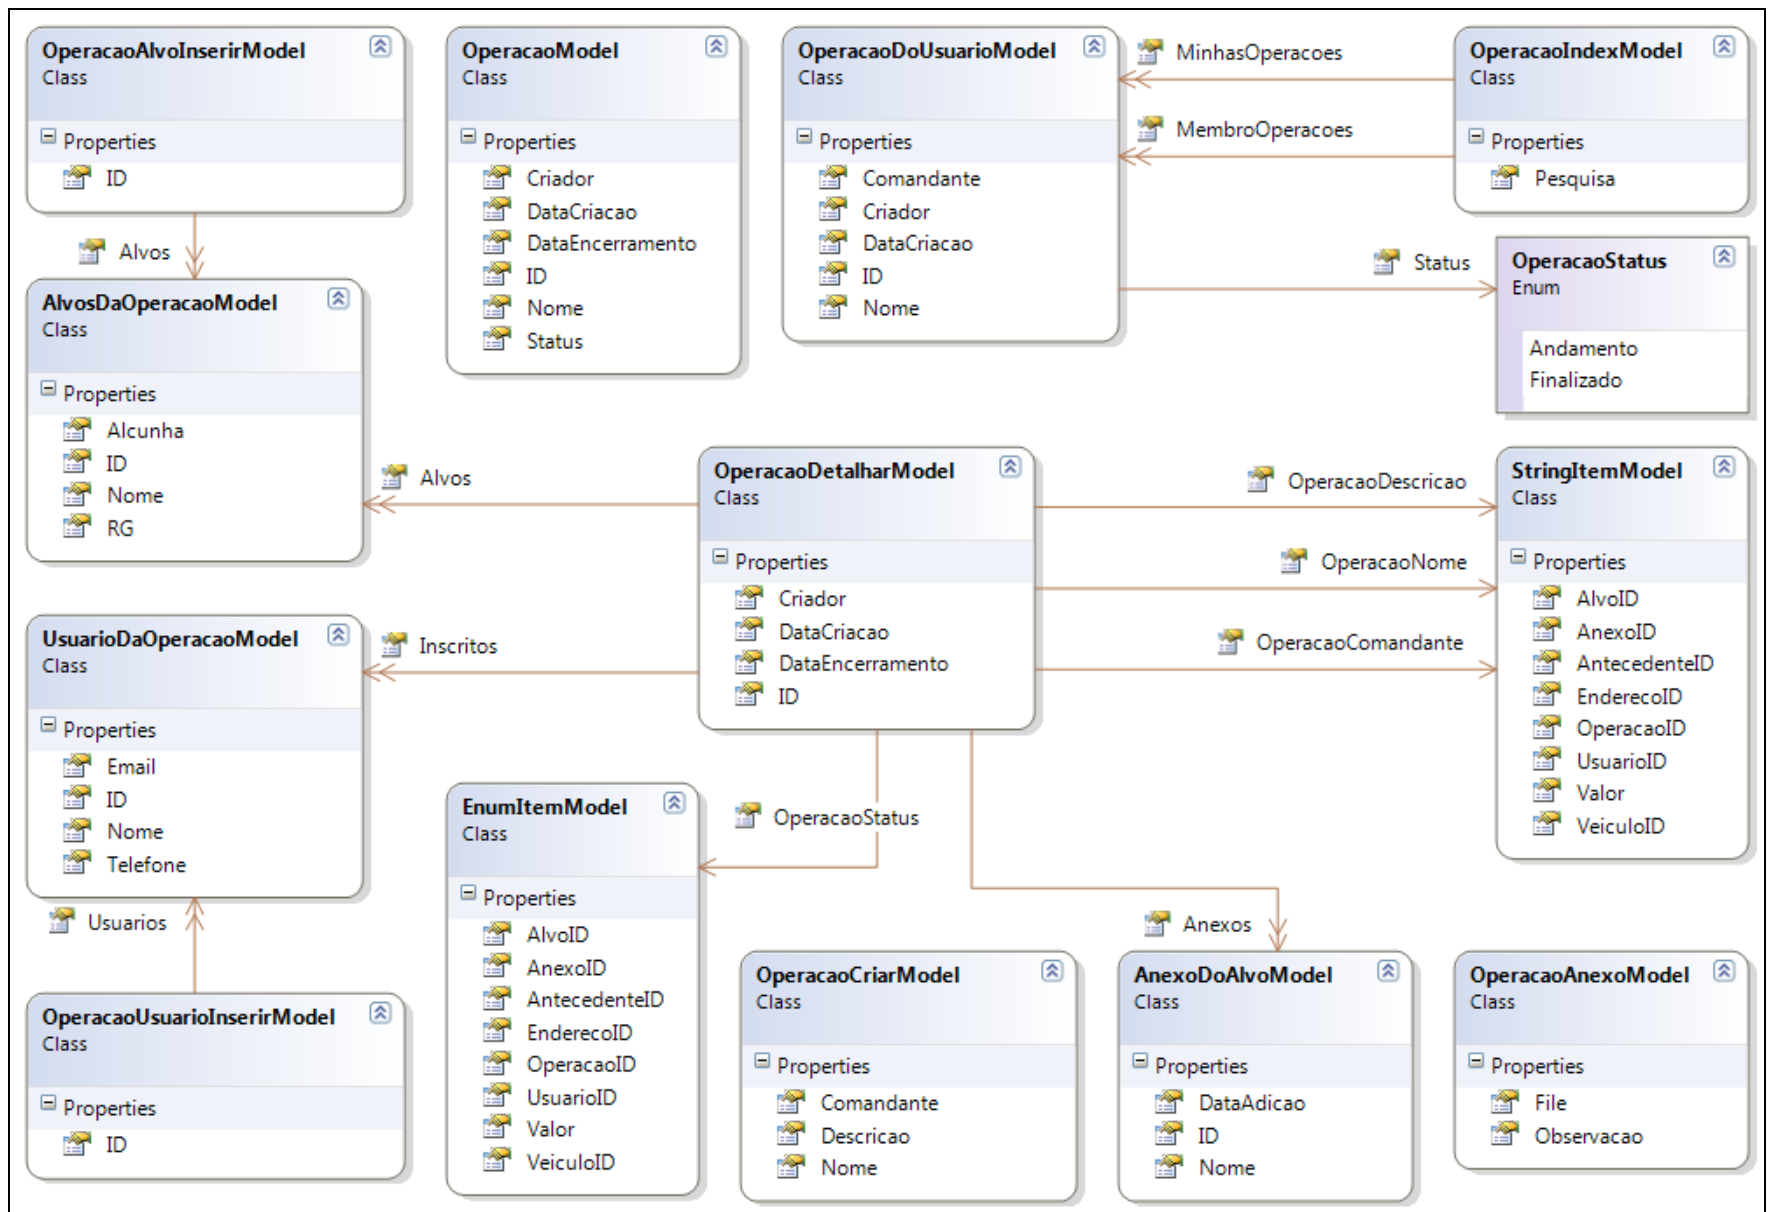 OperacaoAlvoInserirModel
Class
Properties
ID
Alvos
OperacaoModel
Class
Properties
Criador
DataCriacao
DataEncerramento
ID
Nome
Status
OperacaoDoUsuarioModel
Class
Properties
Comandante
Criador
DataCriacao
ID
Nome
MinhasOperacoes
MembroOperacoes
OperacaoIndexModel
Class
Properties
Pesquisa
Status
OperacaoStatus
Enum
Andamento
Finalizado
AlvosDaOperacaoModel
Class
Properties
Alcunha
ID
Nome
RG
Alvos
OperacaoDetalharModel
Class
Properties
Criador
DataCriacao
DataEncerramento
ID
OperacaoDescricao
OperacaoNome
OperacaoComandante
StringItemModel
Class
Properties
AlvoID
AnexoID
AntecedenteID
EnderecoID
OperacaoID
UsuarioID
Valor
VeiculoID
UsuarioDaOperacaoModel
Class
Properties
Email
ID
Nome
Telefone
Inscritos
Usuarios
OperacaoUsuarioInserirModel
Class
Properties
ID
EnumItemModel
Class
Properties
AlvoID
AnexoID
AntecedenteID
EnderecoID
OperacaoID
UsuarioID
Valor
VeiculoID
OperacaoStatus
Anexos
OperacaoCriarModel
Class
Properties
Comandante
Descricao
Nome
AnexoDoAlvoModel
Class
Properties
DataAdicao
ID
Nome
OperacaoAnexoModel
Class
Properties
File
Observacao